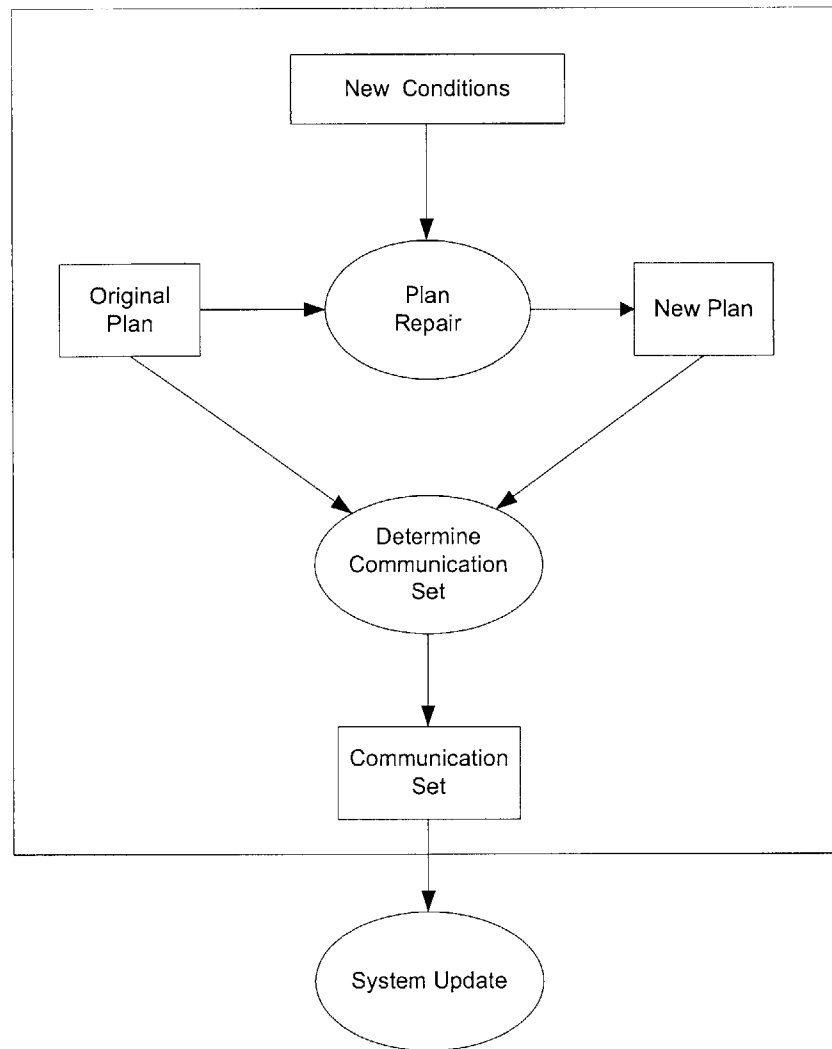 New Conditions
Original
Plan
Plan
Repair
New Plan
Determine
Communication
Set
Communication
Set
System Update